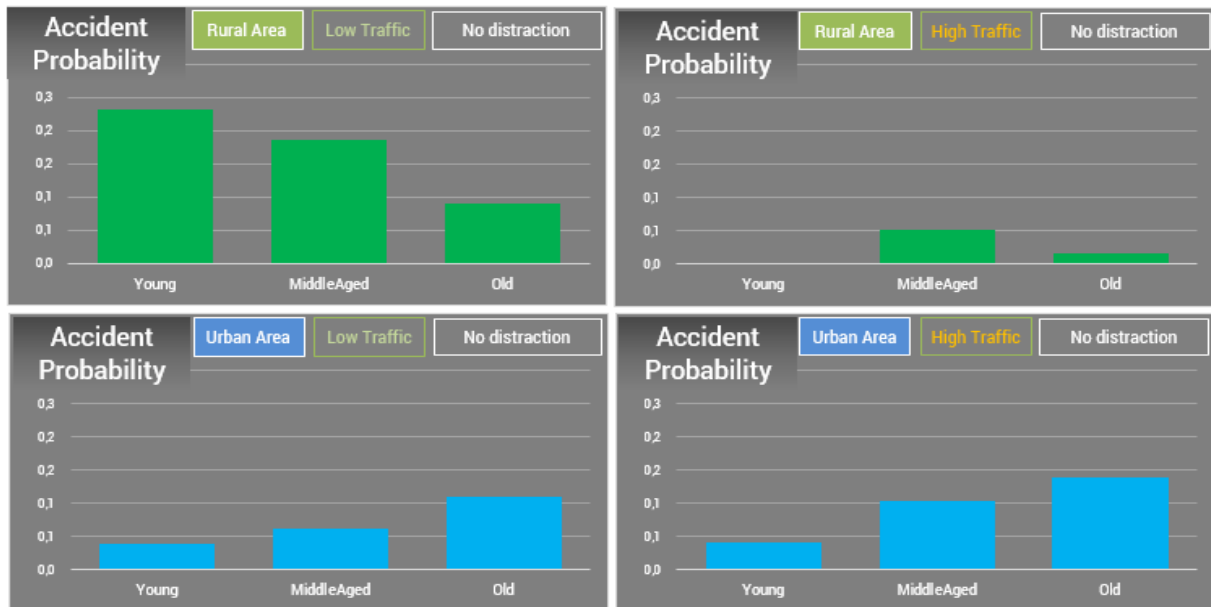 Accident
Probability
Rural Area
Low Traffic
No distraction
0,3
0,2
0,2
0,1
0,1
0,0
Young
MiddleAged
Old
Accident
Probability
Rural Area
High Traffic
No distraction
0,3
0,2
0,2
0,1
0,1
0,0
Young
MiddleAged
Old
Accident
Probability
Urban Area
Low Traffic
No distraction
0,3
0,2
0,2
0,1
0,1
0,0
Young
MiddleAged
Old
Accident
Probability
Urban Area
High Traffic
No distraction
0,3
0,2
0,2
0,1
0,1
0,0
Young
MiddleAged
Old